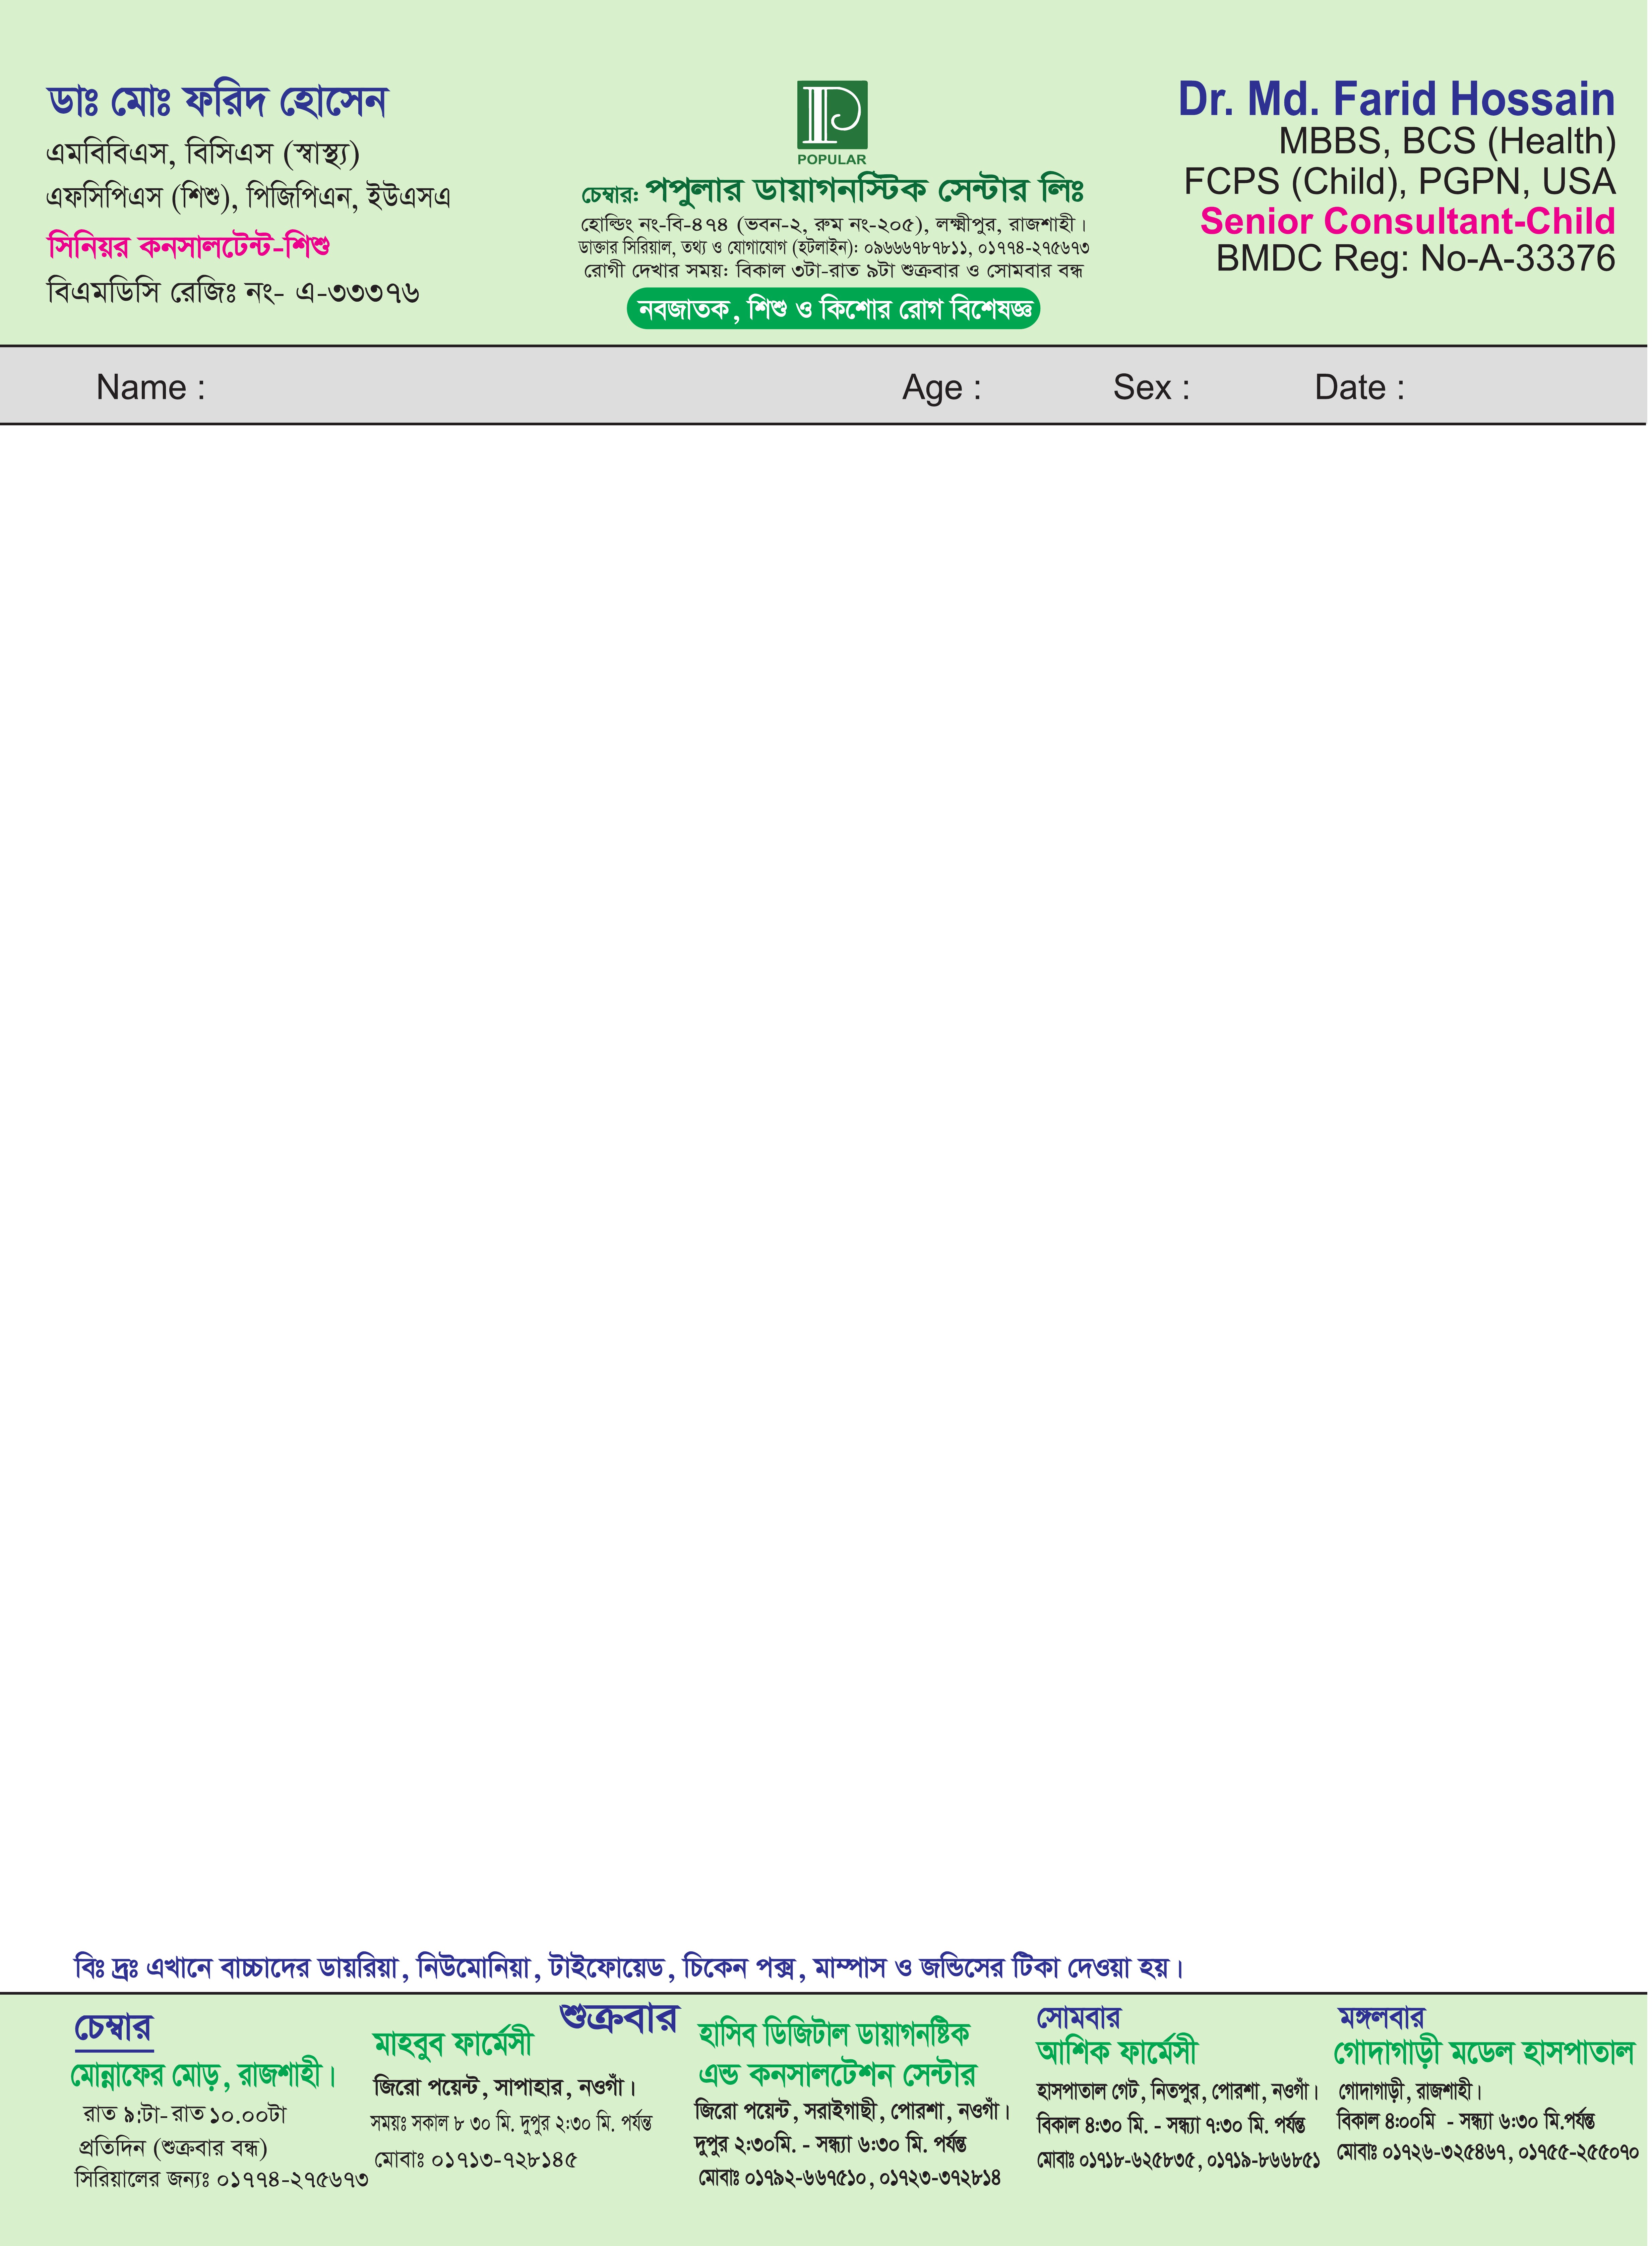 ডাঃ মোঃ ফরিদ হোসেন
এমবিবিএস, বিসিএস (স্বাস্থ্য)
এফসিপিএস (শিশু), পিজিপিএন, ইউএসএ
সিনিয়র কনসালটেন্ট-শিশু
বিএমডিসি রেজিঃ নং- এ-৩৩৩৭৬
POPULAR
চেম্বার: পপুলার ডায়াগনস্টিক সেন্টার লিঃ
হোল্ডিং নং-বি-৪৭৪ (ভবন-২, রুম নং-২০৫), লক্ষ্মীপুর, রাজশাহী।
ডাক্তার সিরিয়াল, তথ্য ও যোগাযোগ (হটলাইন): ০৯৬৬৬৭৮৭৮১১, ০১৭৭৪-২৭৫৬৭৩
রোগী দেখার সময়: বিকাল ৩টা-রাত ৯টা শুক্রবার ও সোমবার বন্ধ
নবজাতক, শিশু ও কিশোর রোগ বিশেষজ্ঞ
Dr. Md. Farid Hossain
MBBS, BCS (Health)
FCPS (Child), PGPN, USA
Senior Consultant-Child
BMDC Reg: No-A-33376
Name : Age : Sex : Date :
বিঃ দ্রঃ এখানে বাচ্চাদের ডায়রিয়া, নিউমোনিয়া, টাইফোয়েড, চিকেন পক্স, মাম্পাস ও জন্ডিসের টিকা দেওয়া হয়।
চেম্বার
মোন্নাফের মোড়, রাজশাহী।
রাত ৯:টা- রাত ১০.০০টা
প্রতিদিন (শুক্রবার বন্ধ)
সিরিয়ালের জন্যঃ ০১৭৭৪-২৭৫৬৭৩
শুক্রবার
মাহবুব ফার্মেসী
জিরো পয়েন্ট, সাপাহার, নওগাঁ।
সময়ঃ সকাল ৮ ৩০ মি. দুপুর ২:৩০ মি. পর্যন্ত
মোবাঃ ০১৭১৩-৭২৮১৪৫
হাসিব ডিজিটাল ডায়াগনষ্টিক
এন্ড কনসালটেশন সেন্টার
জিরো পয়েন্ট, সরাইগাছী, পোরশা, নওগাঁ।
দুপুর ২:৩০মি. - সন্ধ্যা ৬:৩০ মি. পর্যন্ত
মোবাঃ ০১৭৯২-৬৬৭৫১০, ০১৭২৩-৩৭২৮১৪
সোমবার
আশিক ফার্মেসী
হাসপাতাল গেট, নিতপুর, পোরশা, নওগাঁ।
বিকাল ৪:৩০ মি. - সন্ধ্যা ৭:৩০ মি. পর্যন্ত
মোবাঃ ০১৭১৮-৬২৫৮৩৫, ০১৭১৯-৮৬৬৮৫১
মঙ্গলবার
গোদাগাড়ী মডেল হাসপাতাল
গোদাগাড়ী, রাজশাহী।
বিকাল ৪:০০মি - সন্ধ্যা ৬:৩০ মি.পর্যন্ত
মোবাঃ ০১৭২৬-৩২৫৪৬৭, ০১৭৫৫-২৫৫০৭০